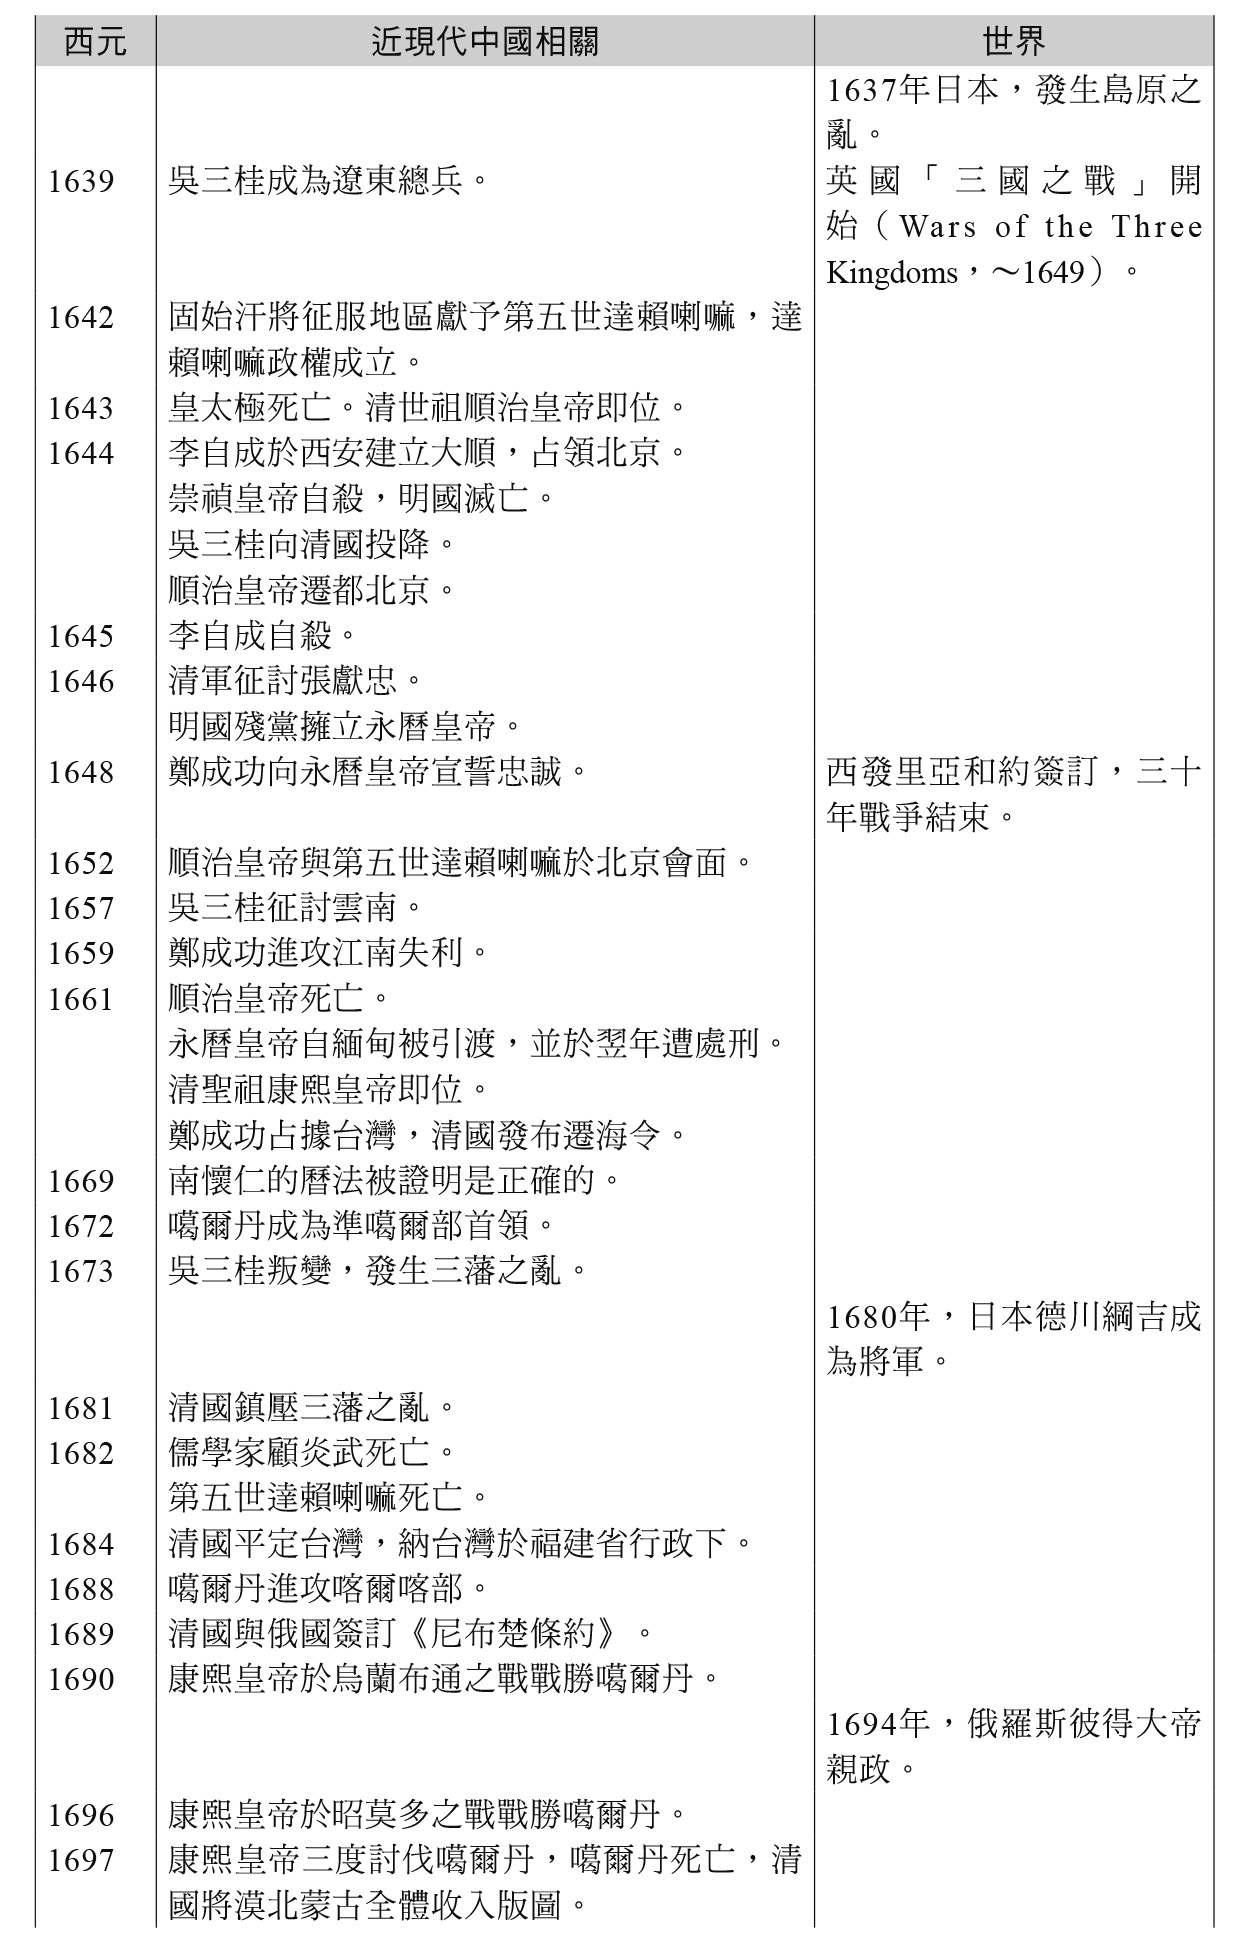 西元 近現代中國相關 世界
1637年日本，發生島原之
亂。
1639 吳三桂成為遼東總兵。 英國「三國之戰」開
始（Wars of the Three
Kingdoms，～1649）。
1642 固始汗將征服地區獻予第五世達賴喇嘛，達
賴喇嘛政權成立。
1643 皇太極死亡。清世祖順治皇帝即位。
1644 李自成於西安建立大順，占領北京。
崇禎皇帝自殺，明國滅亡。
吳三桂向清國投降。
順治皇帝遷都北京。
1645 李自成自殺。
1646 清軍征討張獻忠。
明國殘黨擁立永曆皇帝。
1648 鄭成功向永曆皇帝宣誓忠誠。 西發里亞和約簽訂，三十
年戰爭結束。
1652 順治皇帝與第五世達賴喇嘛於北京會面。
1657 吳三桂征討雲南。
1659 鄭成功進攻江南失利。
1661 順治皇帝死亡。
永曆皇帝自緬甸被引渡，並於翌年遭處刑。
清聖祖康熙皇帝即位。
鄭成功占據台灣，清國發布遷海令。
1669 南懷仁的曆法被證明是正確的。
1672 噶爾丹成為準噶爾部首領。
1673 吳三桂叛變，發生三藩之亂。
1680年，日本德川綱吉成
為將軍。
1681 清國鎮壓三藩之亂。
1682 儒學家顧炎武死亡。
第五世達賴喇嘛死亡。
1684 清國平定台灣，納台灣於福建省行政下。
1688 噶爾丹進攻喀爾喀部。
1689 清國與俄國簽訂《尼布楚條約》。
1690 康熙皇帝於烏蘭布通之戰戰勝噶爾丹。
1694年，俄羅斯彼得大帝
親政。
1696 康熙皇帝於昭莫多之戰戰勝噶爾丹。
1697 康熙皇帝三度討伐噶爾丹，噶爾丹死亡，清
國將漠北蒙古全體收入版圖。